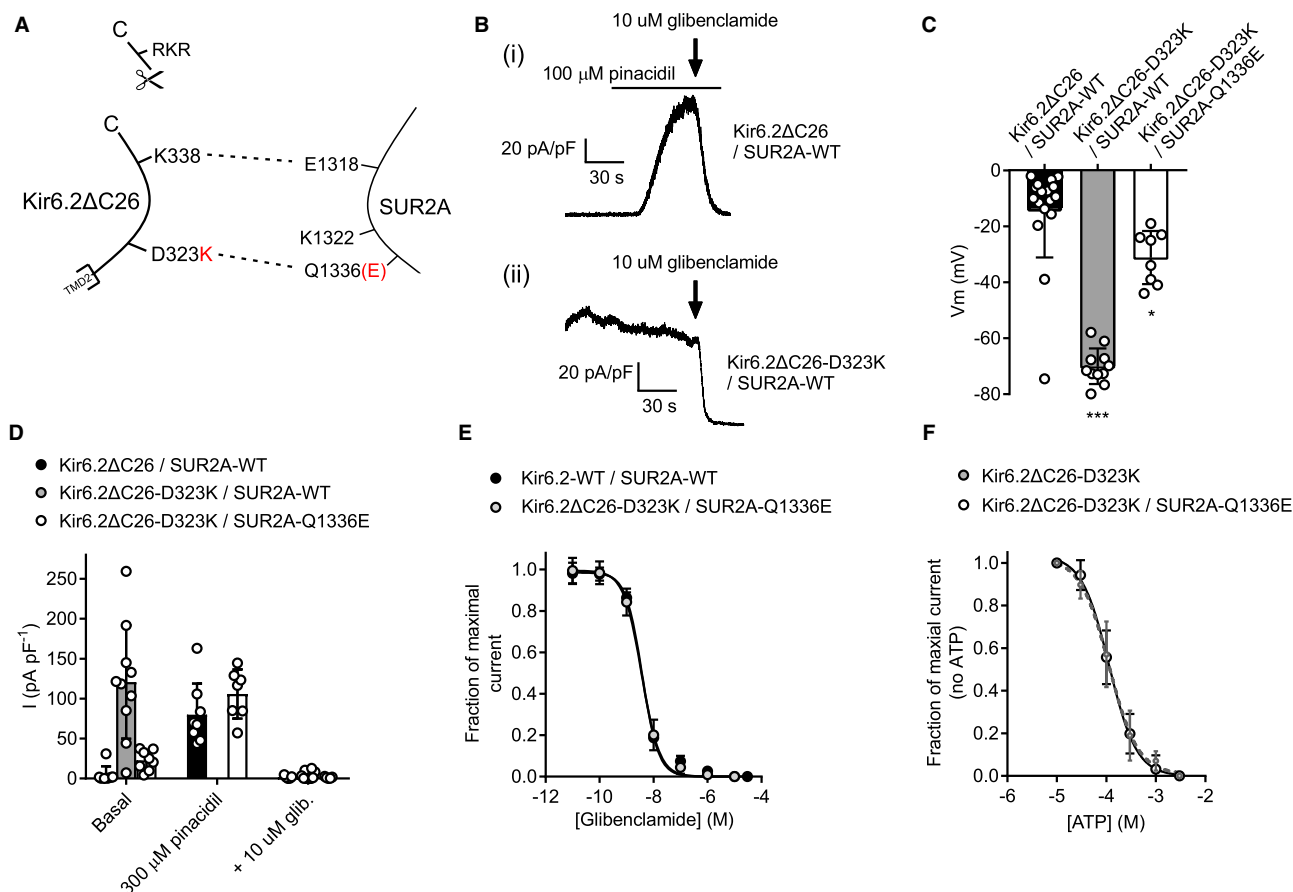 A
C
RKR
C
K338
E1318
Kir6.2ΔC26
SUR2A
K1322
D323K
Q1336(E)
TMD2
B
10 uM glibenclamide
(i)
100 μM pinacidil
20 pA/pF
30 s
Kir6.2ΔC26
/ SUR2A-WT
10 uM glibenclamide
(ii)
20 pA/pF
30 s
Kir6.2ΔC26-D323K
/ SUR2A-WT
C
Kir6.2ΔC26
/ SUR2A-WT
Kir6.2ΔC26-D323K
/ SUR2A-WT
Kir6.2ΔC26-D323K
/ SUR2A-Q1336E
Vm (mV)
0
-20
-40
-60
-80
***
*
D
Kir6.2ΔC26 / SUR2A-WT
Kir6.2ΔC26-D323K / SUR2A-WT
Kir6.2ΔC26-D323K / SUR2A-Q1336E
I (pA pF-1)
250
200
150
100
50
0
Basal
300 μM pinacidil
+ 10 uM glib.
E
Kir6.2-WT / SUR2A-WT
Kir6.2ΔC26-D323K / SUR2A-Q1336E
Fraction of maximal
current
1.0
0.8
0.6
0.4
0.2
0.0
-12 -10 -8 -6 -4
[Glibenclamide] (M)
F
Kir6.2ΔC26-D323K
Kir6.2ΔC26-D323K / SUR2A-Q1336E
Fraction of maxial current
(no ATP)
1.0
0.8
0.6
0.4
0.2
0.0
-6 -5 -4 -3 -2
[ATP] (M)